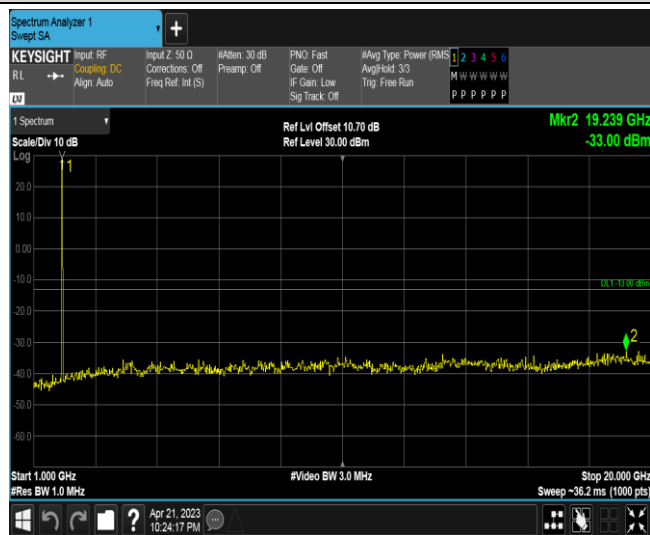 Spectrum Analyzer 1
Swept SA
KEYSIGHT
RL
LXI
Input: RF
Coupling: DC
Align: Auto
Input Z: 50 Ω
Corrections: Off
Freq Ref: Int (S)
#Atten: 30 dB
Preamp: Off
PNO: Fast
Gate: Off
IF Gain: Low
Sig Track: Off
#Avg Type: Power (RMS
Avg|Hold: 3/3
Trig: Free Run
1 2 3 4 5 6
M W W W W W
P P P P P P
1 Spectrum
Scale/Div 10 dB
Ref Lvl Offset 10.70 dB
Ref Level 30.00 dBm
Mkr2 19.239 GHz
-33.00 dBm
Log
1
20.0
10.0
0.00
-10.0
DL1 -13.00 dBm
-20.0
-30.0
2
-40.0
-50.0
-60.0
Start 1.000 GHz
#Res BW 1.0 MHz
#Video BW 3.0 MHz
Stop 20.000 GHz
Sweep ~36.2 ms (1000 pts)
?
Apr 21, 2023
10:24:17 PM